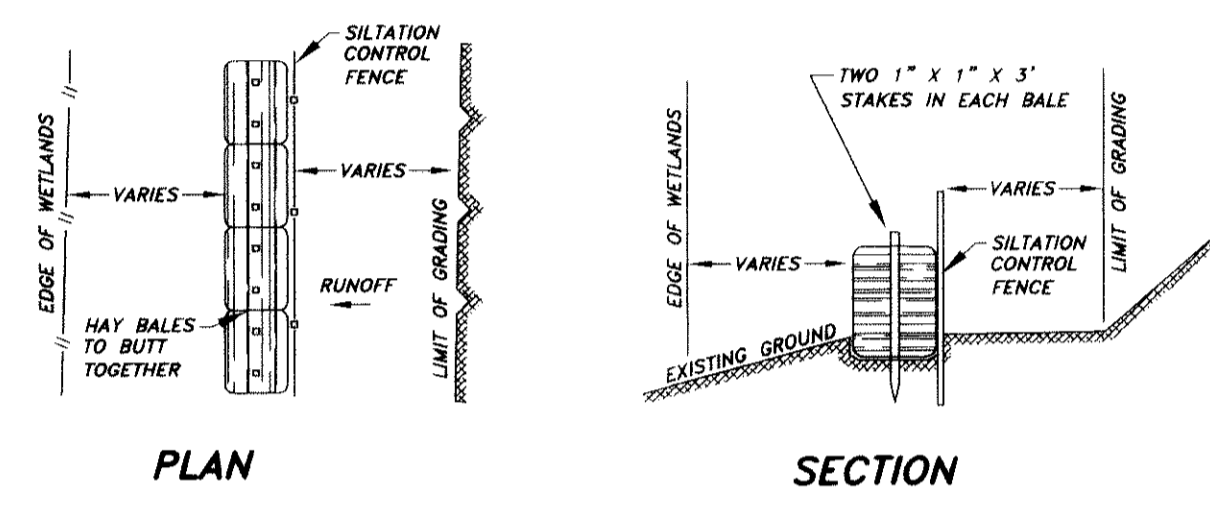 SILTATION
CONTROL
FENCE
EDGE OF WETLANDS
VARIES
VARIES
LIMIT OF GRADING
RUNOFF
HAY BALES
TO BUTT
TOGETHER
PLAN
TWO 1" X 1" X 3'
STAKES IN EACH BALE
EDGE OF WETLANDS
VARIES
LIMIT OF GRADING
VARIES
SILTATION
CONTROL
FENCE
EXISTING GROUND
SECTION